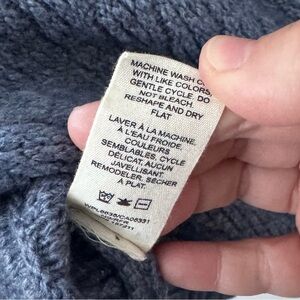 MACHINE WASH C
WITH LIKE COLORS
GENTLE CYCLE. DO
NOT BLEACH.
RESHAPE AND DRY
FLAT
LAVER À LA MACHINE,
À L'EAU FROIDE,
COULEURS
SEMBLABLES, CYCLE
DÉLICAT, AUCUN
JAVELLISANT.
REMODELER, SÉCHER
À PLAT.